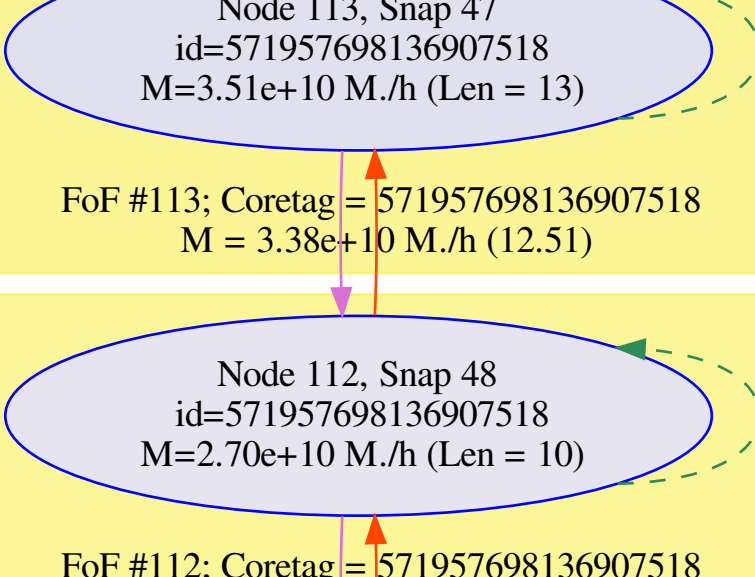 Node 113, Snap 47
id=571957698136907518
M=3.51e+10 M./h (Len = 13)
FoF #113; Coretag = 571957698136907518
M = 3.38e+10 M./h (12.51)
Node 112, Snap 48
id=571957698136907518
M=2.70e+10 M./h (Len = 10)
FoF #112; Coretag = 571957698136907518